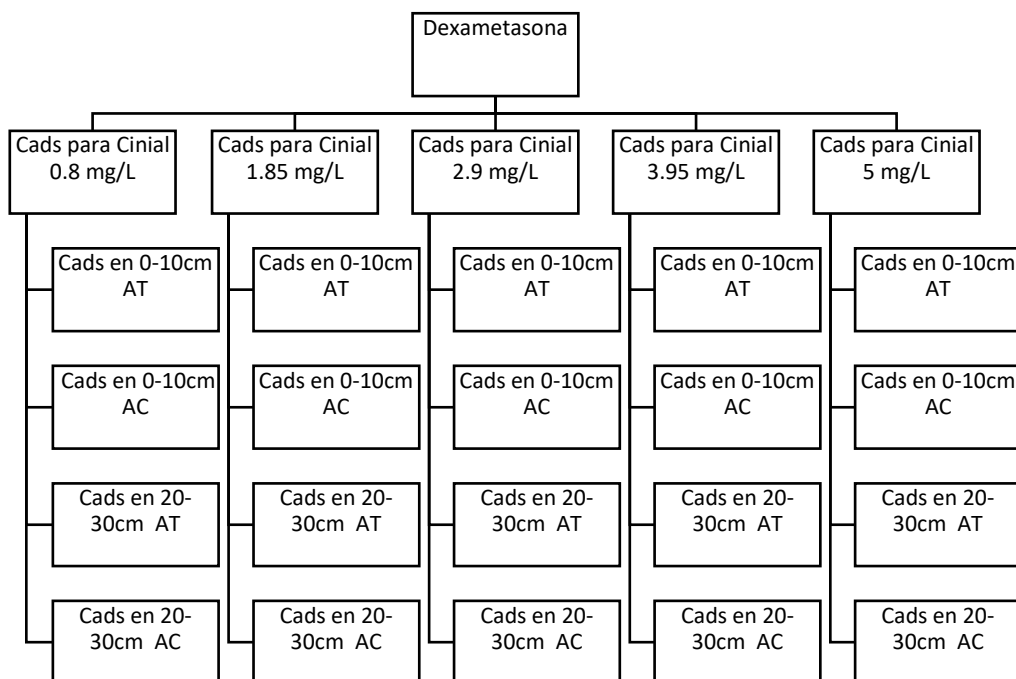 Dexametasona
Cads para Cinial
0.8 mg/L
Cads para Cinial
1.85 mg/L
Cads para Cinial
2.9 mg/L
Cads para Cinial
3.95 mg/L
Cads para Cinial
5 mg/L
Cads en 0-10cm
AT
Cads en 0-10cm
AT
Cads en 0-10cm
AT
Cads en 0-10cm
AT
Cads en 0-10cm
AT
Cads en 0-10cm
AC
Cads en 0-10cm
AC
Cads en 0-10cm
AC
Cads en 0-10cm
AC
Cads en 0-10cm
AC
Cads en 20-
30cm AT
Cads en 20-
30cm AT
Cads en 20-
30cm AT
Cads en 20-
30cm AT
Cads en 20-
30cm AT
Cads en 20-
30cm AC
Cads en 20-
30cm AC
Cads en 20-
30cm AC
Cads en 20-
30cm AC
Cads en 20-
30cm AC